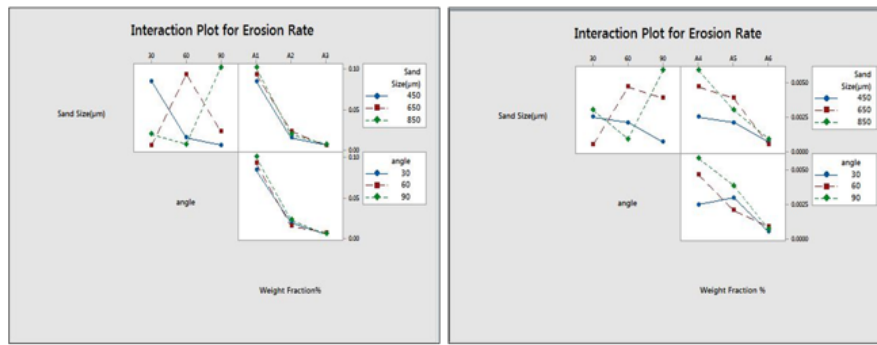 Interaction Plot for Erosion Rate
30 60 90 A1 A2 A3
0.10
Sand
Size(μm)
450
650
850
Sand Size(μm)
0.05
0.00
0.10
angle
30
60
90
angle
0.05
0.00
Weight Fraction%
Interaction Plot for Erosion Rate
30 60 90 A4 A5 A6
Sand
Size(μm)
450
650
850
0.0050
Sand Size(μm)
0.0025
0.0000
angle
30
60
90
0.0050
angle
0.0025
0.0000
Weight Fraction %